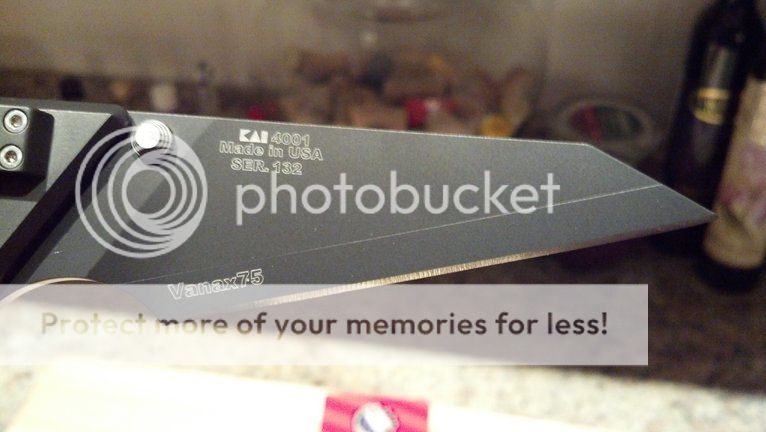 KAI 4001
Made in USA
SER. 132
photobucket
Vanax75
Protect more of your memories for less!